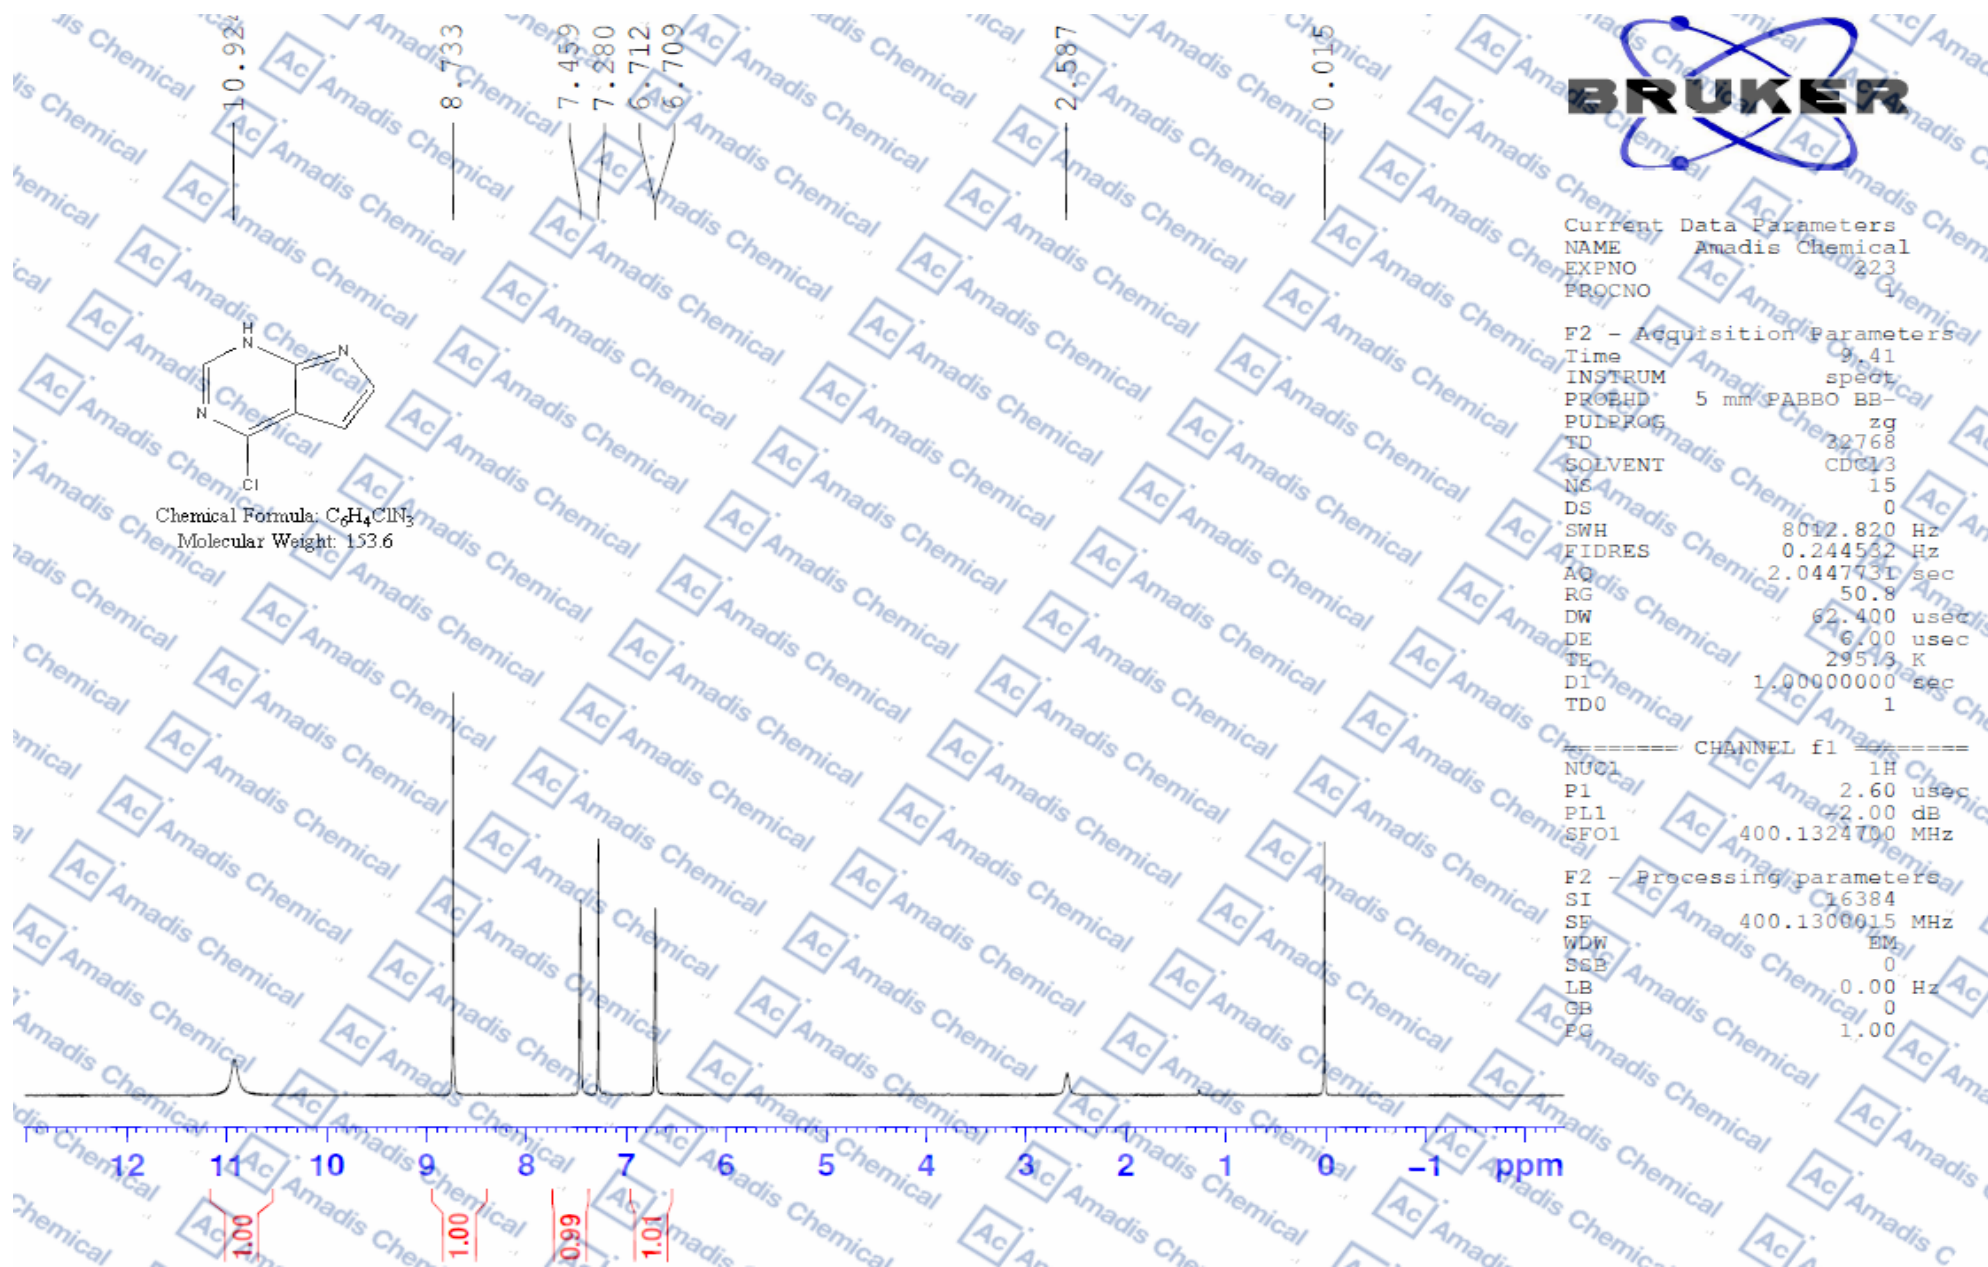 8.733
7.459
7.280
6.712
6.709
2.587
0.015
BRUKER
Current Data Parameters
NAME Amadis Chemical
EXPNO 223
PROCNO 1
F2 - Acquisition Parameters
Time 9.41
INSTRUM spect
PROBHD 5 mm PABBO BB-
PULPROG zg
TD 32768
SOLVENT CDCl3
NS 15
DS 0
SWH 8012.820 Hz
FIDRES 0.244532 Hz
AQ 2.0447731 sec
RG 50.8
DW 62.400 usec
DE 6.00 usec
TE 295.3 K
D1 1.00000000 sec
TD0 1
======== CHANNEL f1 ========
NUC1 1H
P1 2.60 usec
PL1 -2.00 dB
SFO1 400.1324700 MHz
F2 - Processing parameters
SI 16384
SF 400.1300015 MHz
WDW EM
SSB 0
LB 0.00 Hz
GB 0
PC 1.00
H
N
N
N
Cl
Chemical Formula: C₆H₄ClN₃
Molecular Weight: 153.6
12 11 10 9 8 7 6 5 4 3 2 1 0 -1 ppm
1.00
1.00
0.99
1.01
Ac Amadis Chemical